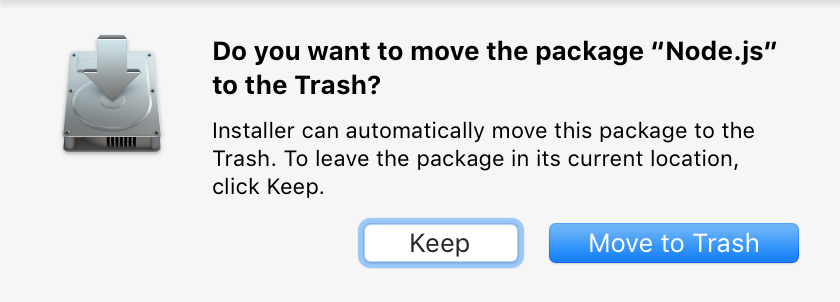 Do you want to move the package “Node.js”
to the Trash?
Installer can automatically move this package to the
Trash. To leave the package in its current location,
click Keep.
Keep
Move to Trash